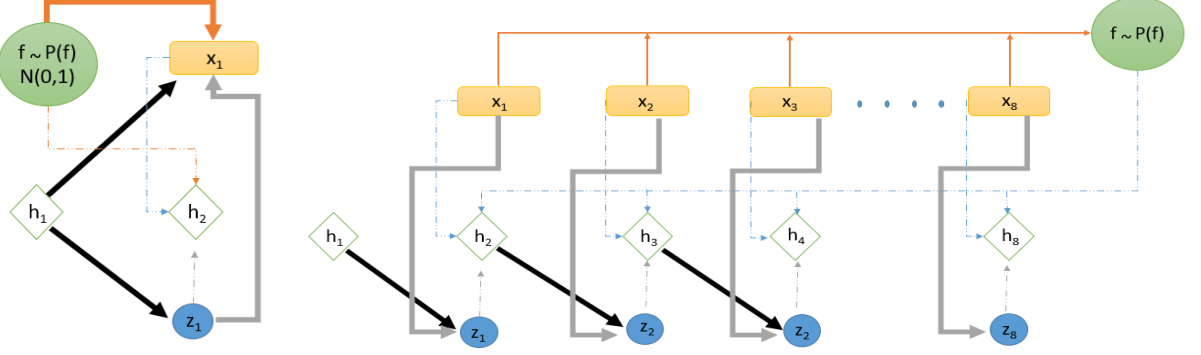 f ~ P(f)
N(0,1)
x₁
h₁
h₂
z₁
f ~ P(f)
x₁
x₂
x₃
x₈
h₁
h₂
h₃
h₄
h₈
z₁
z₂
z₂
z₈